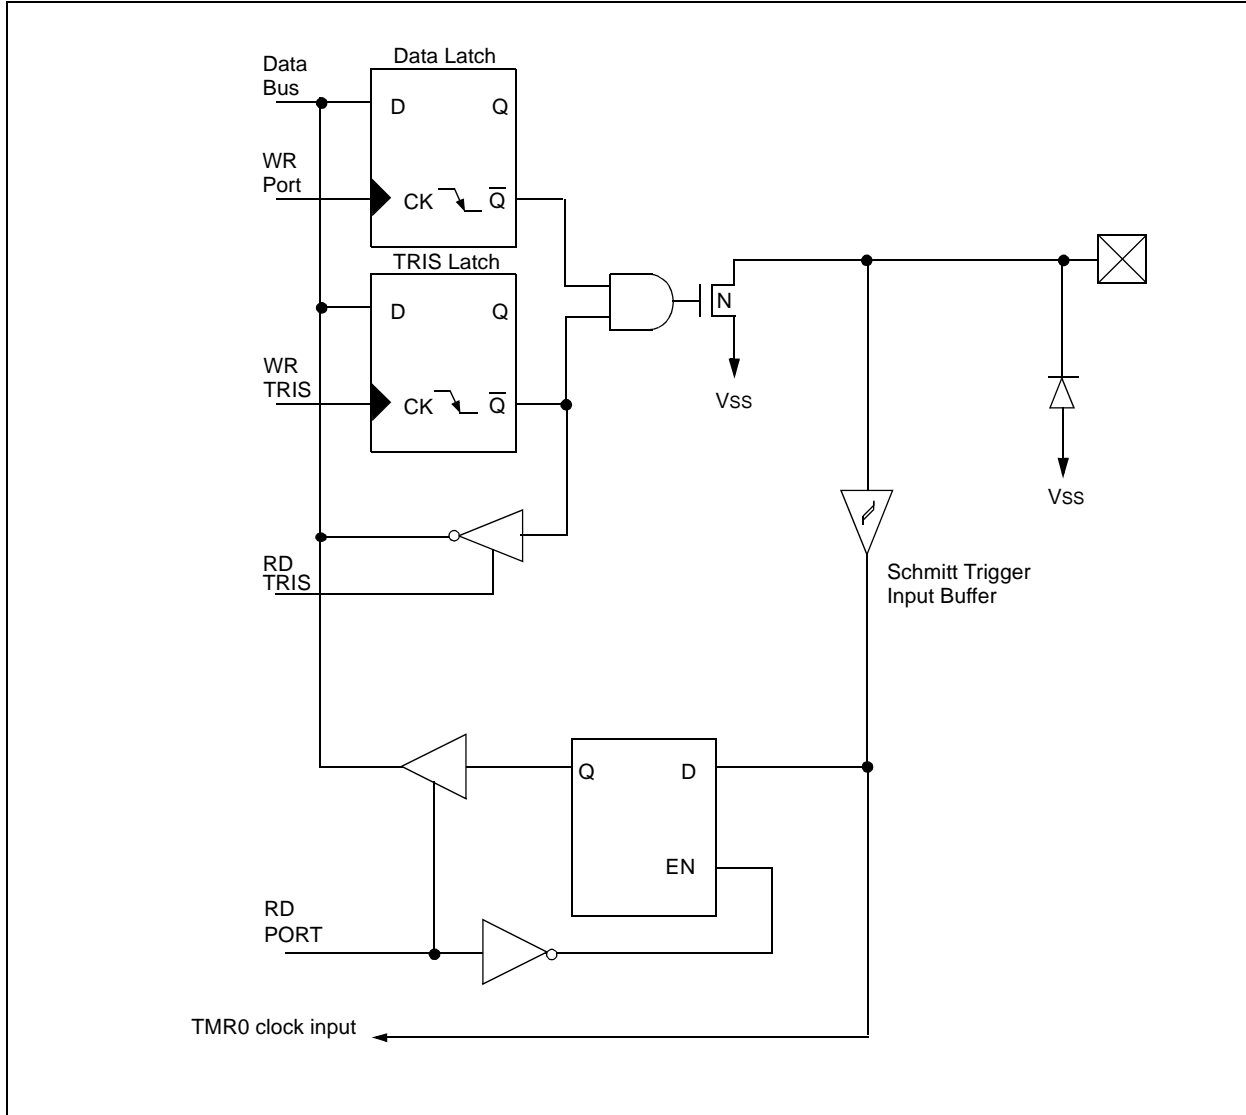 Data Latch
Data
Bus
D
Q
WR
Port
CK
Q̅
TRIS Latch
D
Q
N
WR
TRIS
CK
Q̅
VSS
VSS
RD
TRIS
Schmitt Trigger
Input Buffer
Q
D
EN
RD
PORT
TMR0 clock input